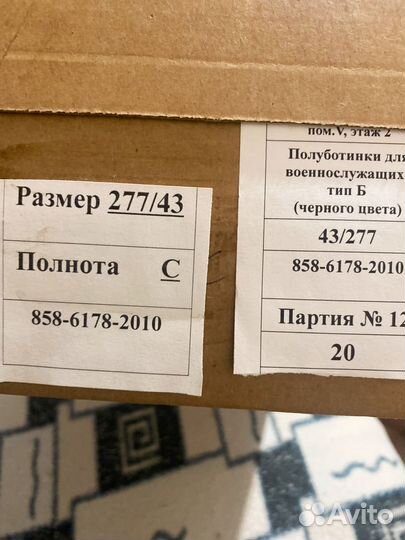 Размер 277/43
Полнота С
858-6178-2010
пом.V, этаж 2
Полуботинки для
военнослужащих
тип Б
(черного цвета)
43/277
858-6178-2010
Партия № 12
20
Avito